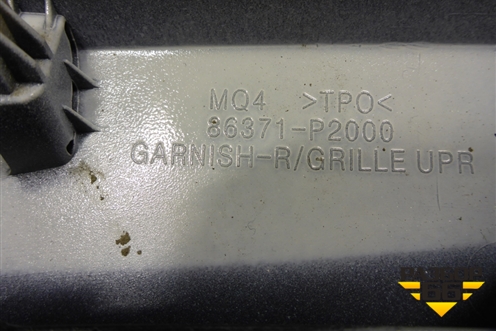 MQ4 >TPO<
86371-P2000
GARNISH-R/GRILLE UPR